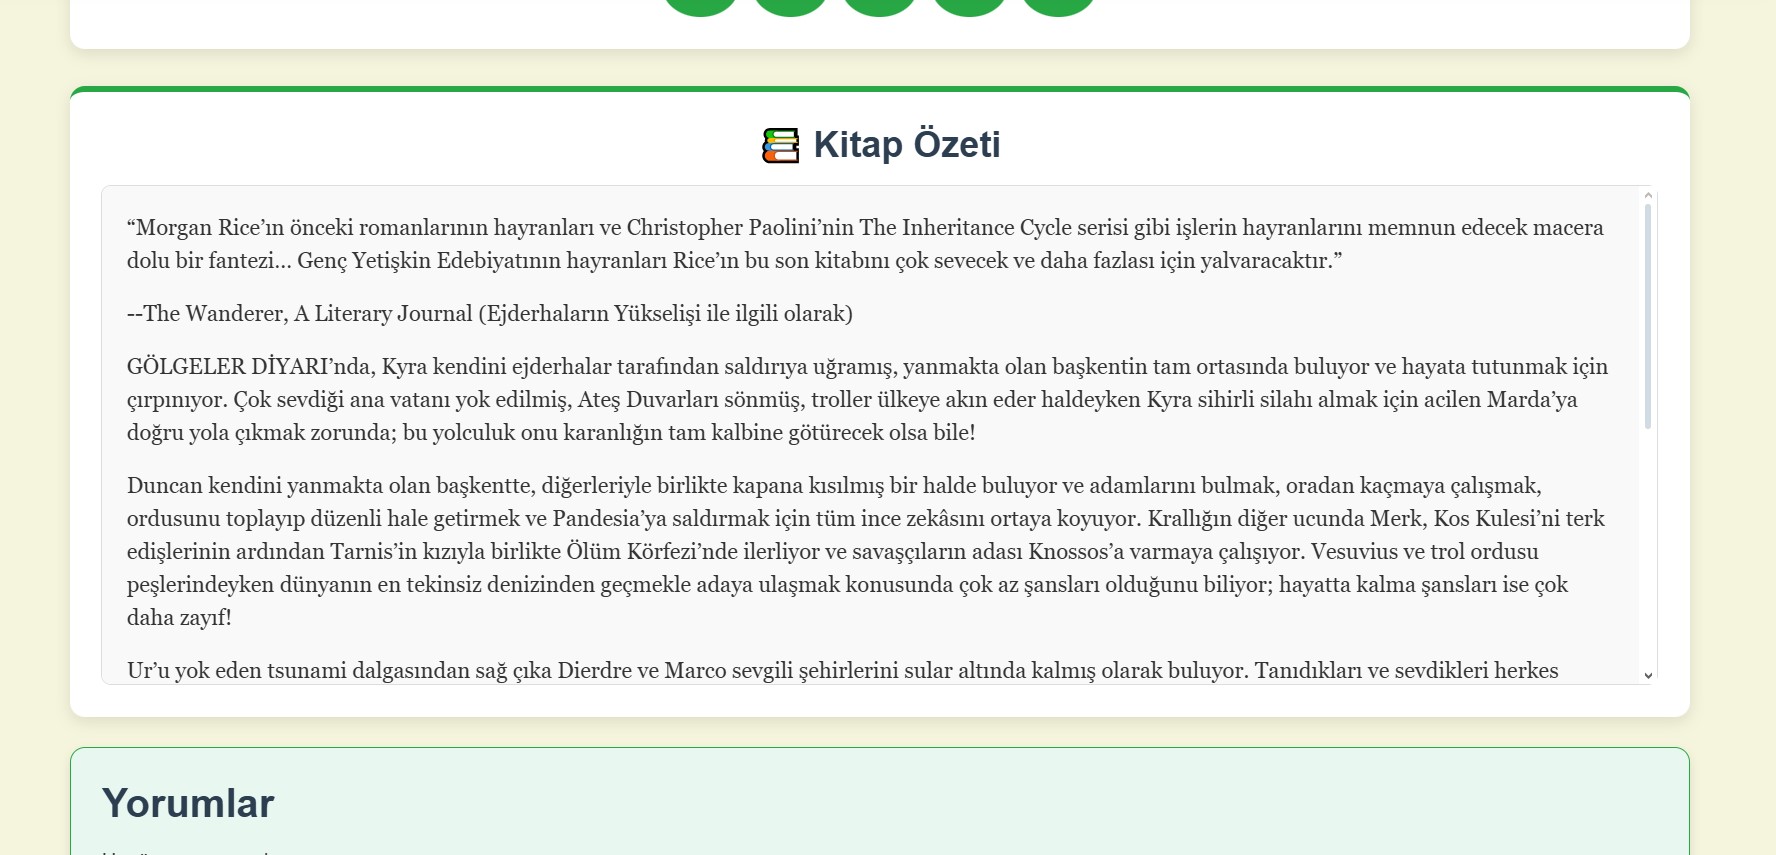 Kitap Özeti
“Morgan Rice’ın önceki romanlarının hayranları ve Christopher Paolini’nin The Inheritance Cycle serisi gibi işlerin hayranlarını memnun edecek macera
dolu bir fantezi… Genç Yetişkin Edebiyatının hayranları Rice’ın bu son kitabını çok sevecek ve daha fazlası için yalvaracaktır.”
--The Wanderer, A Literary Journal (Ejderhaların Yükselişi ile ilgili olarak)
GÖLGELER DİYARI’nda, Kyra kendini ejderhalar tarafından saldırıya uğramış, yanmakta olan başkentin tam ortasında buluyor ve hayata tutunmak için
çırpınıyor. Çok sevdiği ana vatanı yok edilmiş, Ateş Duvarları sönmüş, troller ülkeye akın eder haldeyken Kyra sihirli silahı almak için acilen Marda’ya
doğru yola çıkmak zorunda; bu yolculuk onu karanlığın tam kalbine götürecek olsa bile!
Duncan kendini yanmakta olan başkentte, diğerleriyle birlikte kapana kısılmış bir halde buluyor ve adamlarını bulmak, oradan kaçmaya çalışmak,
ordusunu toplayıp düzenli hale getirmek ve Pandesia’ya saldırmak için tüm ince zekâsını ortaya koyuyor. Krallığın diğer ucunda Merk, Kos Kulesi’ni terk
edişlerinin ardından Tarnis’in kızıyla birlikte Ölüm Körfezi’nde ilerliyor ve savaşçıların adası Knossos’a varmaya çalışıyor. Vesuvius ve trol ordusu
peşlerindeyken dünyanın en tekinsiz denizinden geçmekle adaya ulaşmak konusunda çok az şansları olduğunu biliyor; hayatta kalma şansları ise çok
daha zayıf!
Ur’u yok eden tsunami dalgasından sağ çıka Dierdre ve Marco sevgili şehirlerini sular altında kalmış olarak buluyor. Tanıdıkları ve sevdikleri herkes
Yorumlar